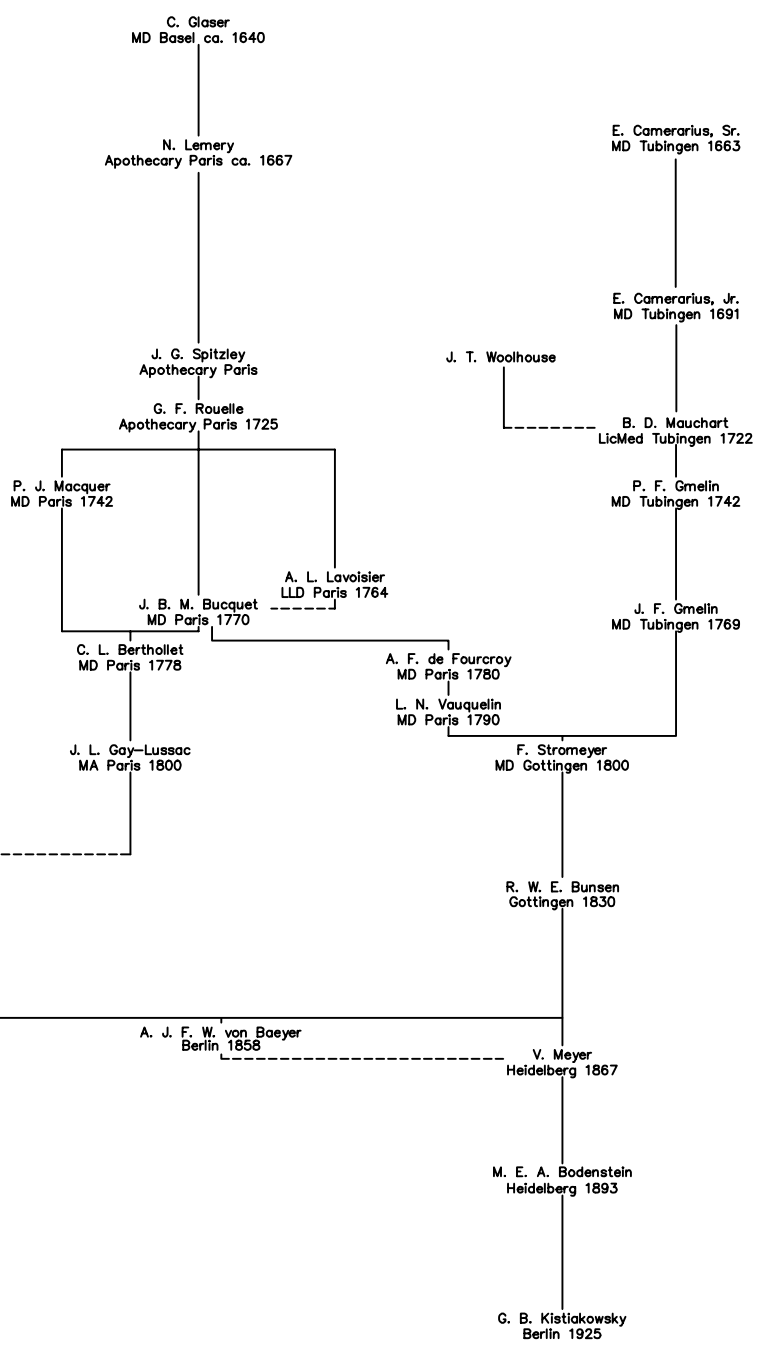 C. Glaser
MD Basel ca. 1640
E. Camerarius, Sr.
MD Tubingen 1663
N. Lemery
Apothecary Paris ca. 1667
E. Camerarius, Jr.
MD Tubingen 1691
J. G. Spitzley
Apothecary Paris
J. T. Woolhouse
G. F. Rouelle
Apothecary Paris 1725
B. D. Mauchart
LicMed Tubingen 1722
P. J. Macquer
MD Paris 1742
P. F. Gmelin
MD Tubingen 1742
A. L. Lavoisier
LLD Paris 1764
J. B. M. Bucquet
MD Paris 1770
J. F. Gmelin
MD Tubingen 1769
C. L. Berthollet
MD Paris 1778
A. F. de Fourcroy
MD Paris 1780
L. N. Vauquelin
MD Paris 1790
J. L. Gay-Lussac
MA Paris 1800
F. Stromeyer
MD Gottingen 1800
R. W. E. Bunsen
Gottingen 1830
A. J. F. W. von Baeyer
Berlin 1858
V. Meyer
Heidelberg 1867
M. E. A. Bodenstein
Heidelberg 1893
G. B. Kistiakowsky
Berlin 1925